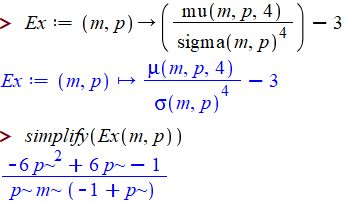 > Ex := (m, p) → ( mu(m, p, 4) / sigma(m, p)^4 ) − 3
Ex := (m, p) ↦ μ(m, p, 4) / σ(m, p)^4 − 3
> simplify(Ex(m, p))
(−6 p~^2 + 6 p~ − 1) / (p~ m~ (−1 + p~))